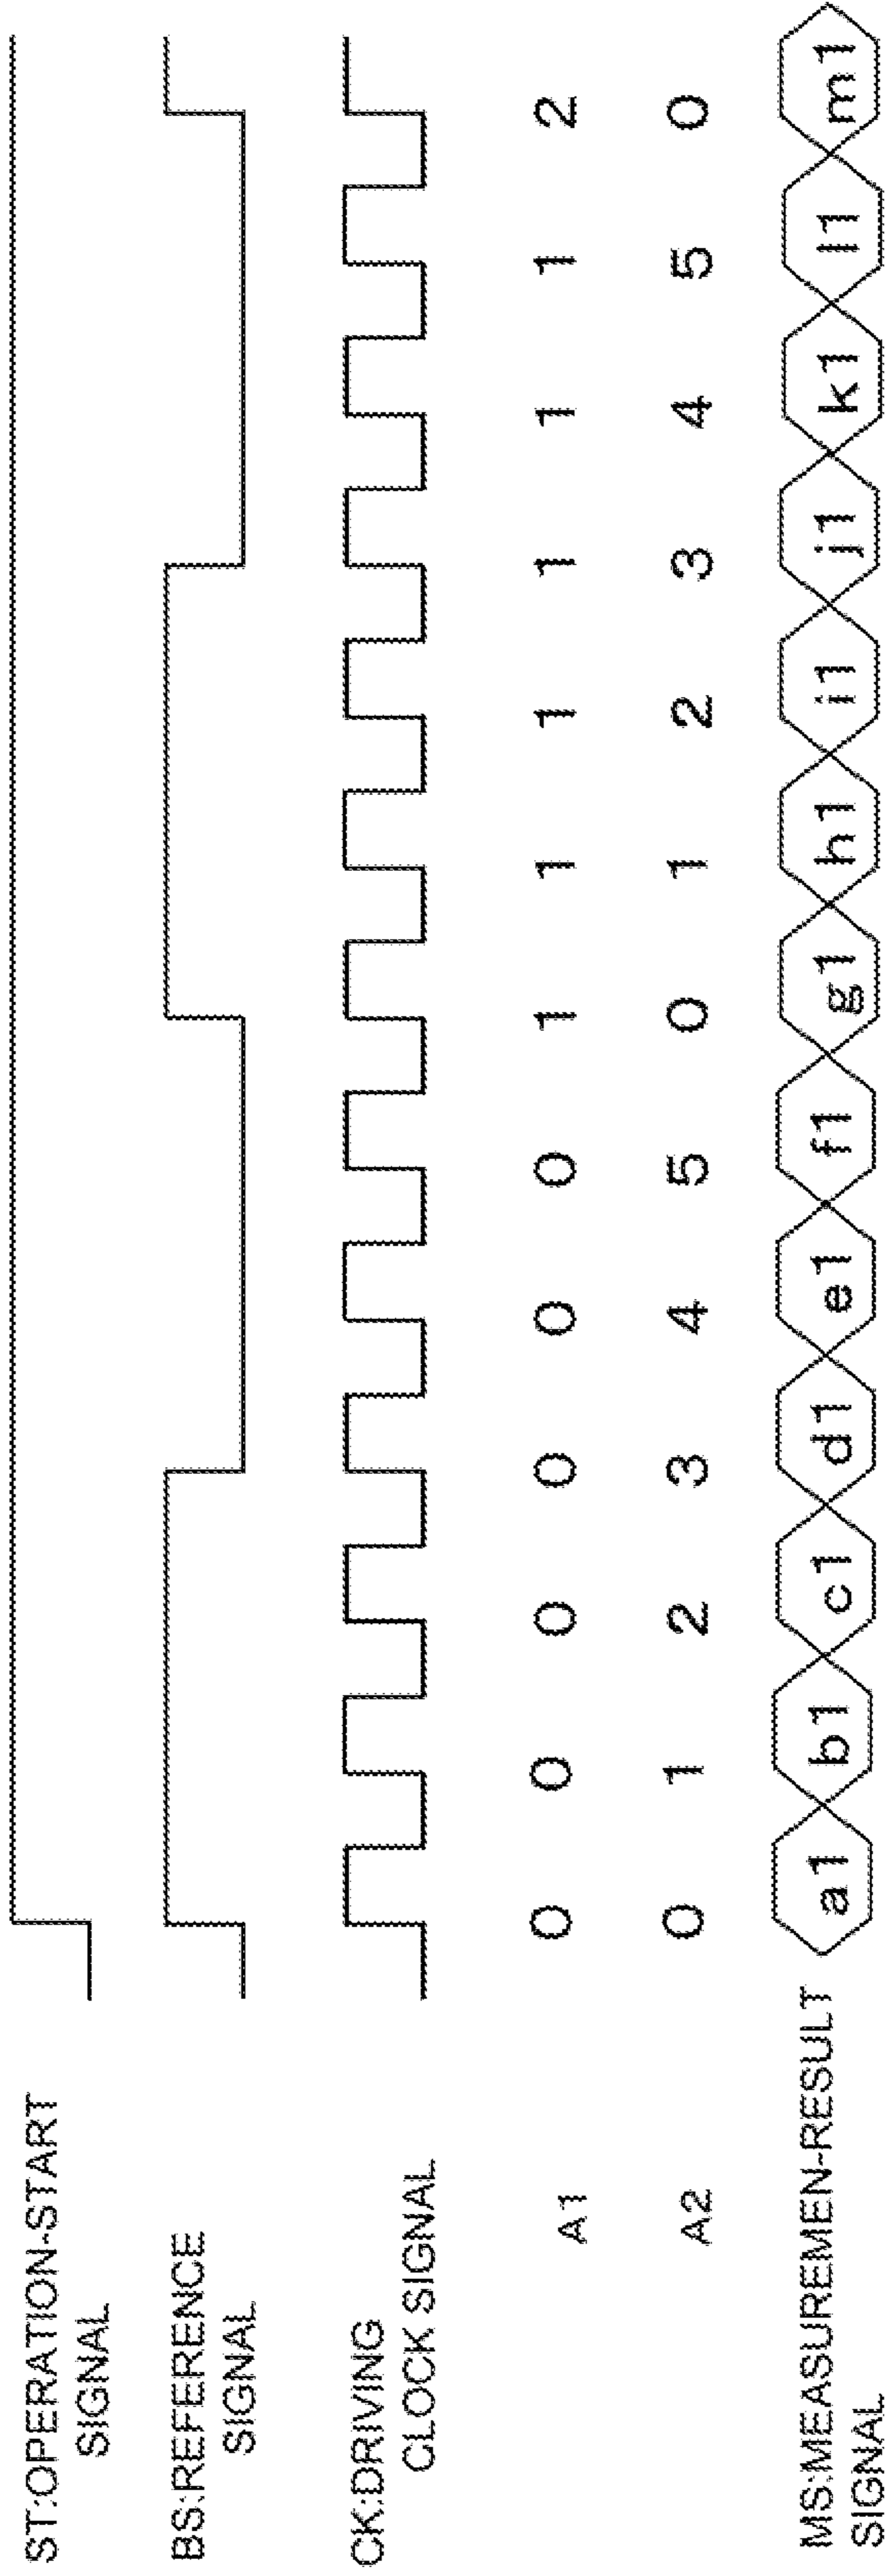 ST:OPERATION-START
SIGNAL
BS:REFERENCE
SIGNAL
CK:DRIVING
CLOCK SIGNAL
A1 0 0 0 0 0 0 1 1 1 1 1 1 2
A2 0 1 2 3 4 5 0 1 2 3 4 5 0
MS:MEASUREMEN-RESULT
SIGNAL
a1 b1 c1 d1 e1 f1 g1 h1 i1 j1 k1 l1 m1